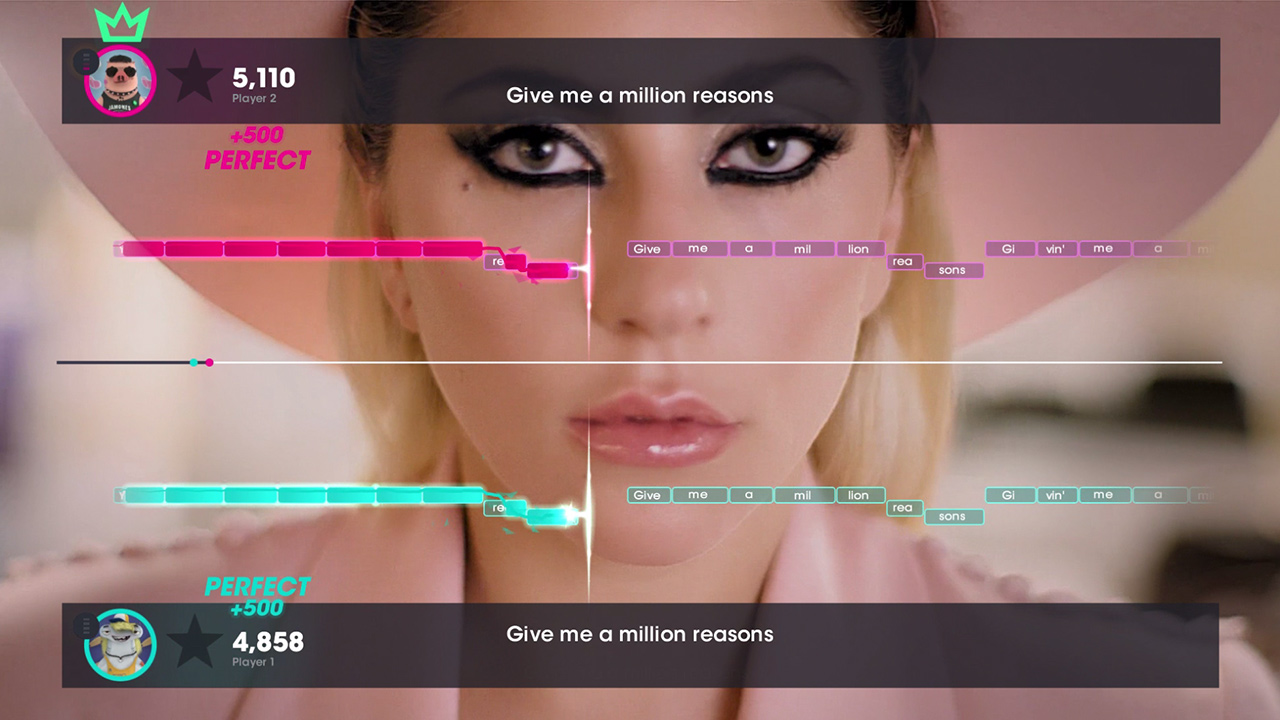 5,110
Player 2
Give me a million reasons
+500
PERFECT
re
Give me a mil lion rea sons Gi vin' me a
re
Give me a mil lion rea sons Gi vin' me a
PERFECT
+500
4,858
Player 1
Give me a million reasons